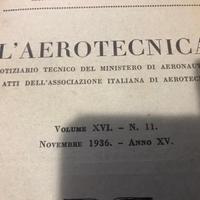 L'AEROTECNICA
NOTIZIARIO TECNICO DEL MINISTERO DI AERONAUT
ATTI DELL'ASSOCIAZIONE ITALIANA DI AEROTEC
VOLUME XVI. - N. 11.
NOVEMBRE 1936. - ANNO XV.